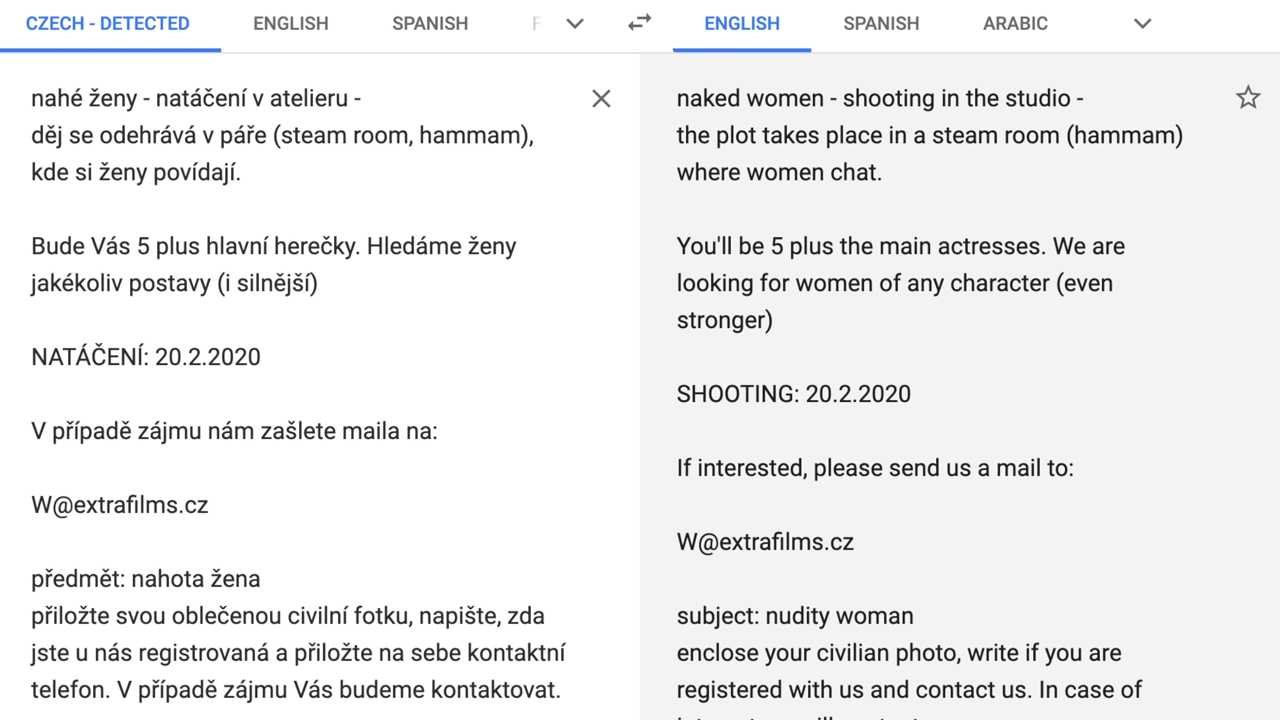 CZECH - DETECTED ENGLISH SPANISH
nahé ženy - natáčení v atelieru -
děj se odehrává v páře (steam room, hammam),
kde si ženy povídají.
Bude Vás 5 plus hlavní herečky. Hledáme ženy
jakékoliv postavy (i silnější)
NATÁČENÍ: 20.2.2020
V případě zájmu nám zašlete maila na:
W@extrafilms.cz
předmět: nahota žena
přiložte svou oblečenou civilní fotku, napište, zda
jste u nás registrovaná a přiložte na sebe kontaktní
telefon. V případě zájmu Vás budeme kontaktovat.
ENGLISH SPANISH ARABIC
naked women - shooting in the studio -
the plot takes place in a steam room (hammam)
where women chat.
You'll be 5 plus the main actresses. We are
looking for women of any character (even
stronger)
SHOOTING: 20.2.2020
If interested, please send us a mail to:
W@extrafilms.cz
subject: nudity woman
enclose your civilian photo, write if you are
registered with us and contact us. In case of